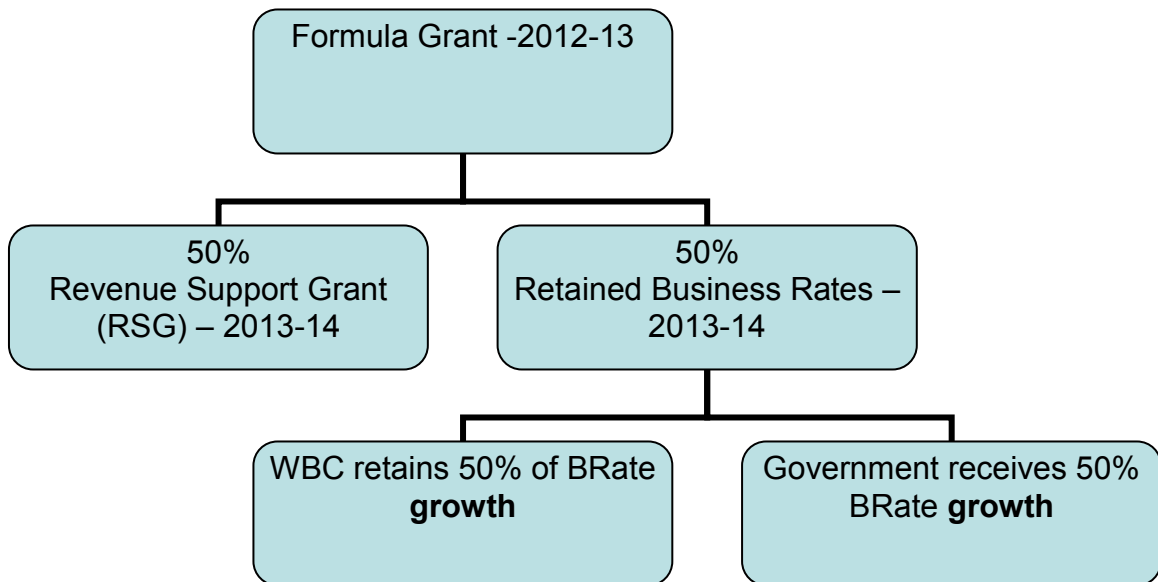 Formula Grant -2012-13
50%
Revenue Support Grant
(RSG) – 2013-14
50%
Retained Business Rates –
2013-14
WBC retains 50% of BRate
growth
Government receives 50%
BRate growth